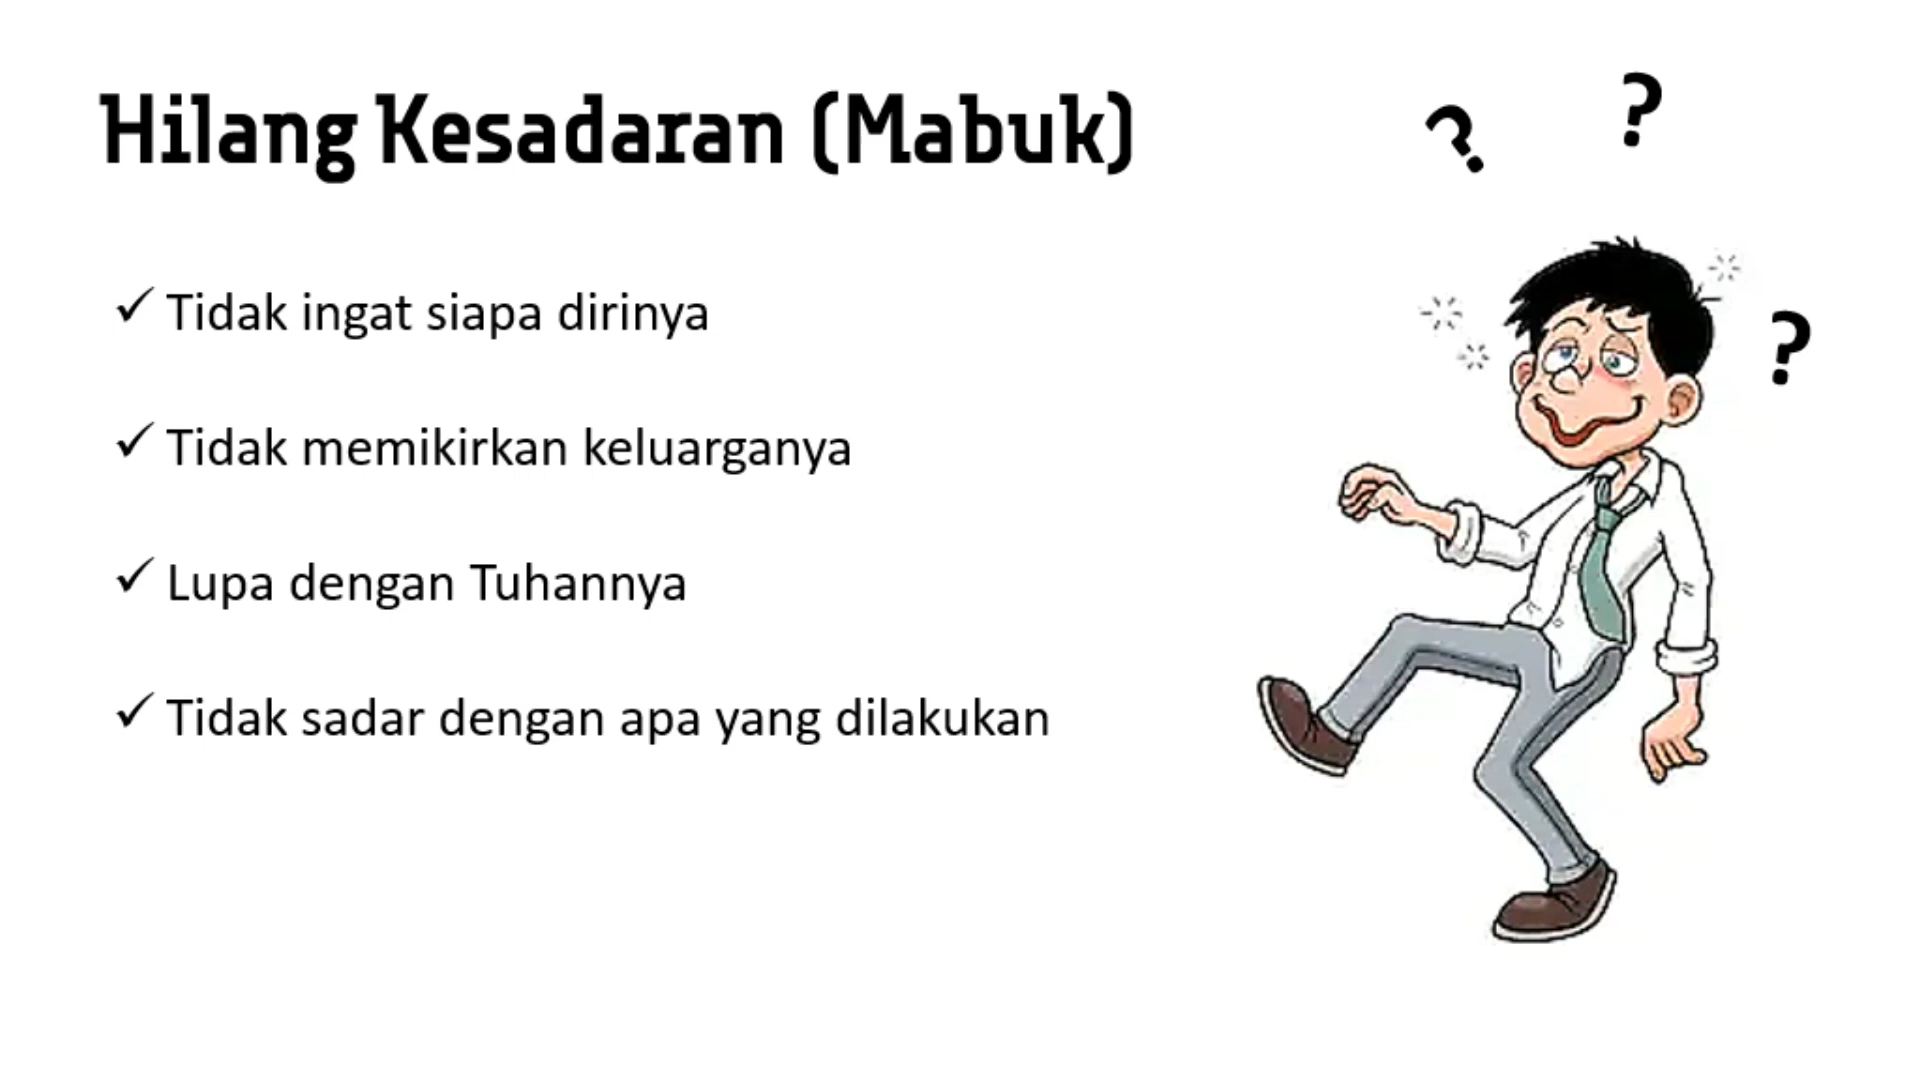 Hilang Kesadaran (Mabuk)
? ?
?
✓ Tidak ingat siapa dirinya
✓ Tidak memikirkan keluarganya
✓ Lupa dengan Tuhannya
✓ Tidak sadar dengan apa yang dilakukan